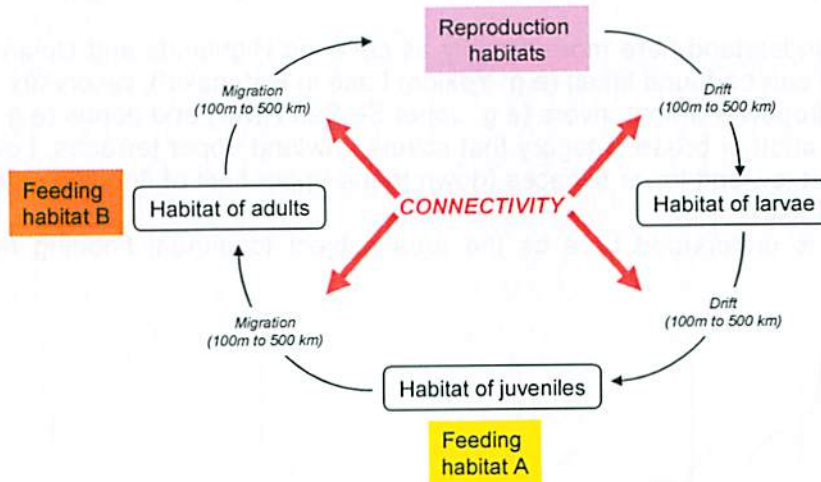 Reproduction
habitats
Migration
(100m to 500 km)
Drift
(100m to 500 km)
Feeding
habitat B
Habitat of adults
CONNECTIVITY
Habitat of larvae
Migration
(100m to 500 km)
Drift
(100m to 500 km)
Habitat of juveniles
Feeding
habitat A